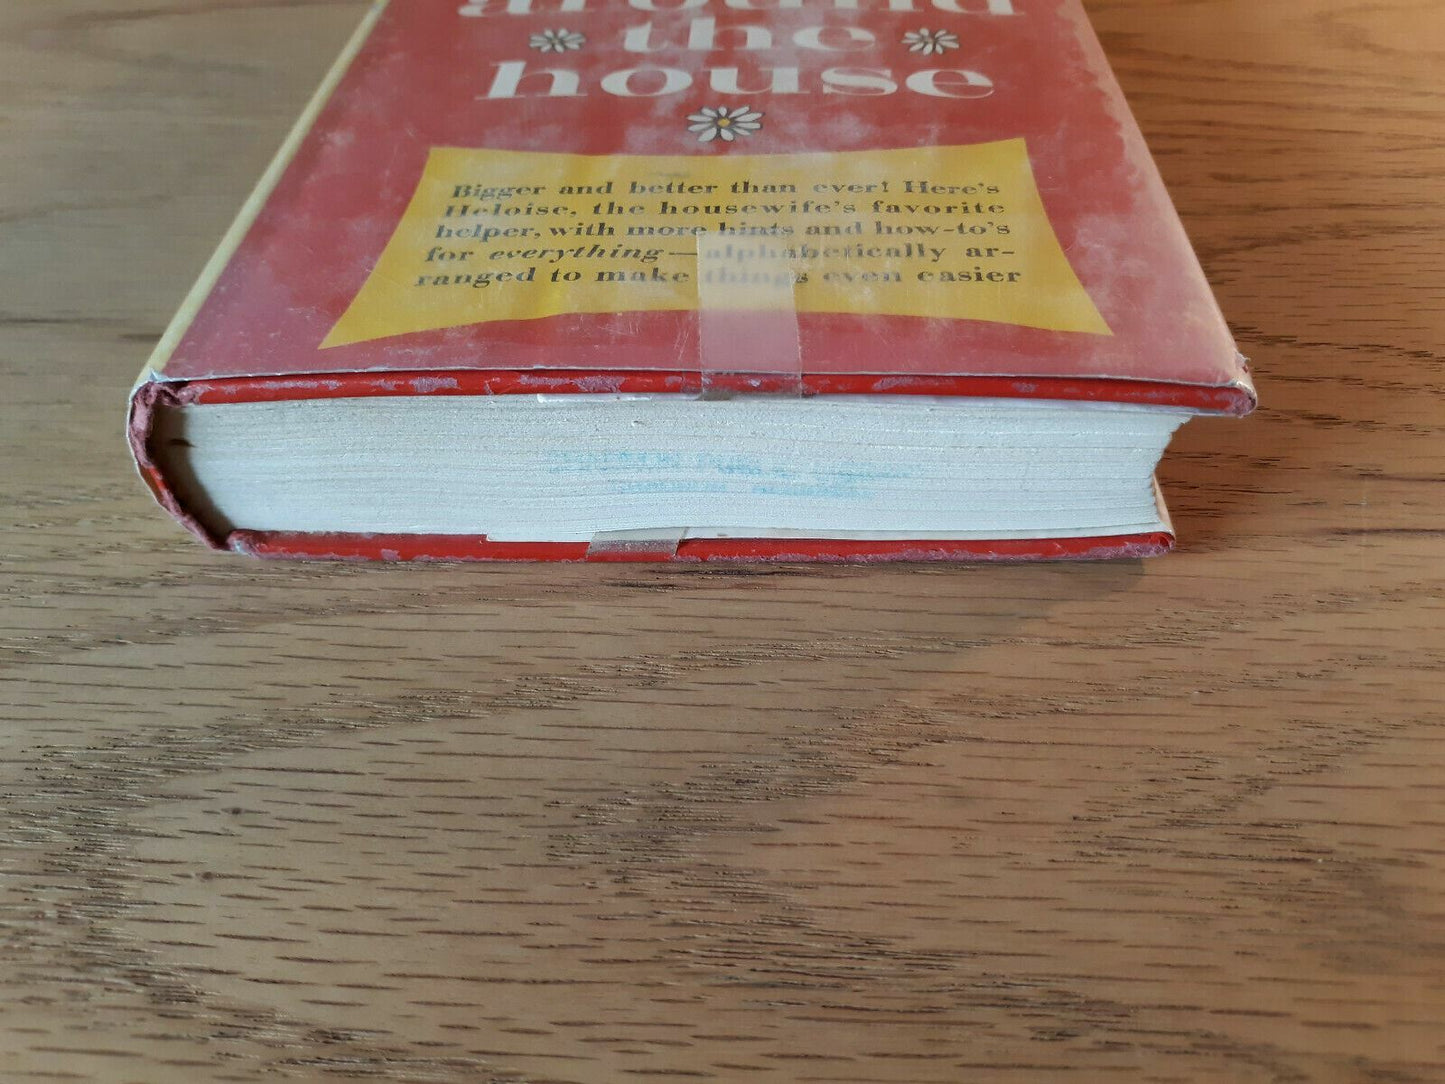 around
the
house
Bigger and better than ever! Here's
Heloise, the housewife's favorite
helper, with more hints and how-to's
for everything—alphabetically ar-
ranged to make things even easier